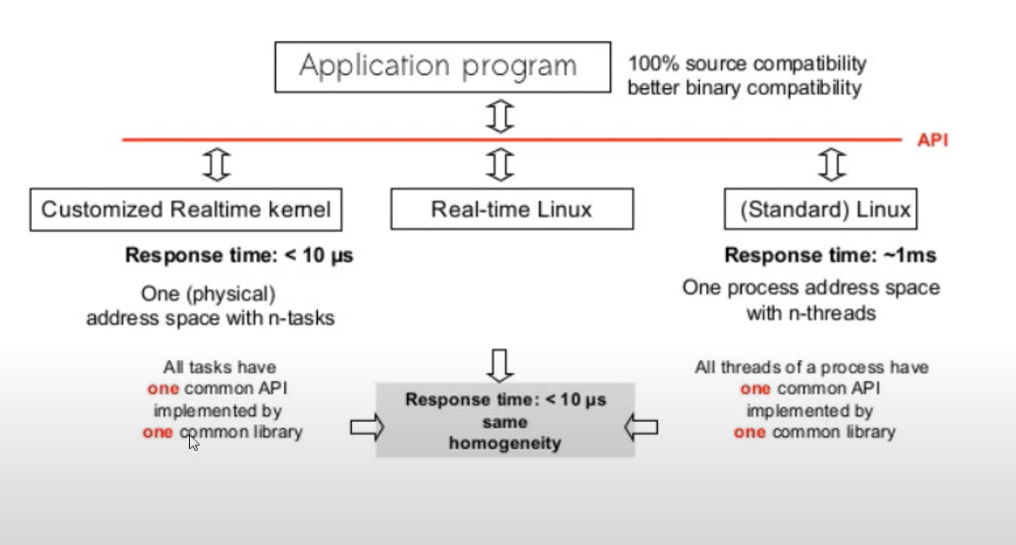 Application program
100% source compatibility
better binary compatibility
API
Customized Realtime kernel
Real-time Linux
(Standard) Linux
Response time: < 10 µs
One (physical)
address space with n-tasks
All tasks have
one common API
implemented by
one common library
Response time: ~1ms
One process address space
with n-threads
All threads of a process have
one common API
implemented by
one common library
Response time: < 10 µs
same
homogeneity